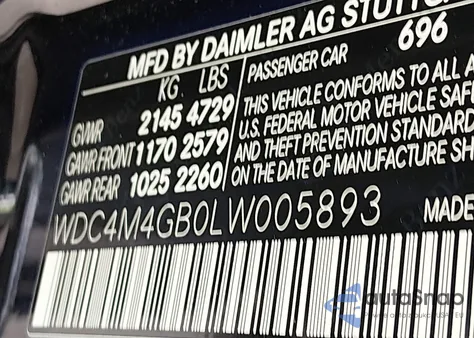 MFD BY DAIMLER AG STUTTG
KG LBS
GVWR 2145 4729
GAWR FRONT 1170 2579
GAWR REAR 1025 2260
PASSENGER CAR 696
THIS VEHICLE CONFORMS TO ALL A
U.S. FEDERAL MOTOR VEHICLE SAFE
AND THEFT PREVENTION STANDARD
ON THE DATE OF MANUFACTURE SH
WDC4M4GB0LW005893
MADE
autoSnap